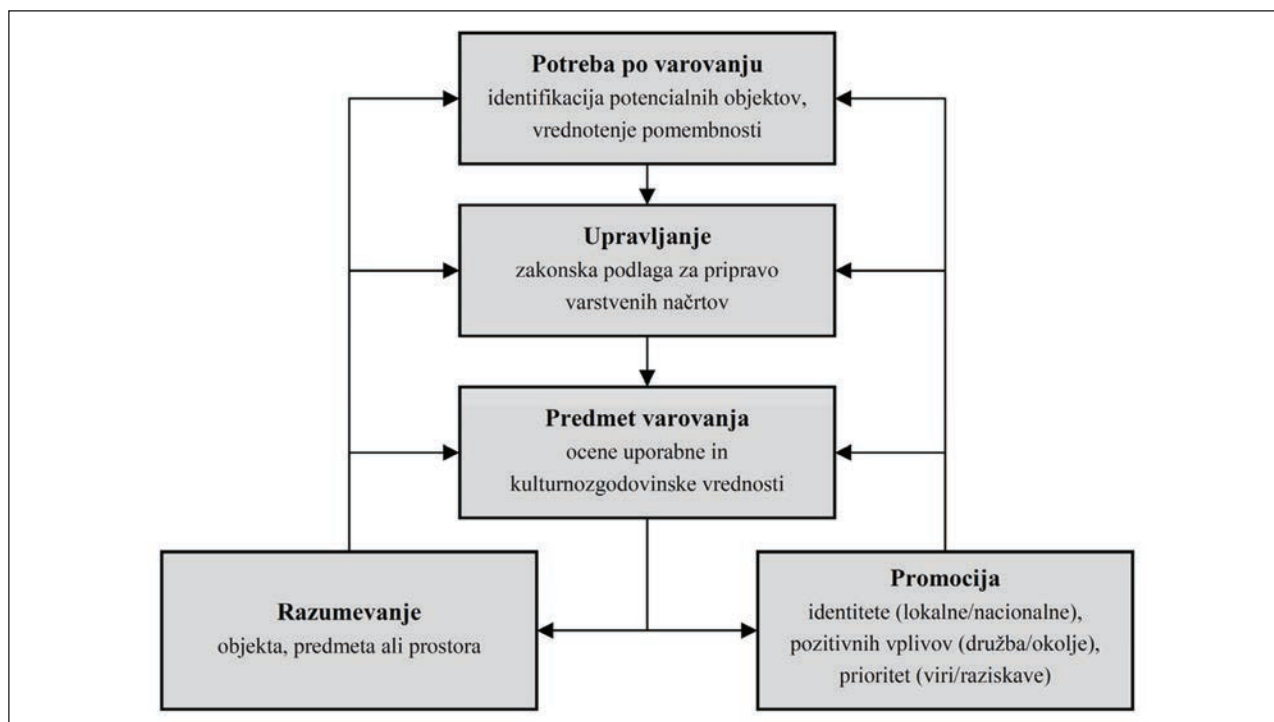 Potreba po varovanju
identifikacija potencialnih objektov,
vrednotenje pomembnosti
Upravljanje
zakonska podlaga za pripravo
varstvenih načrtov
Predmet varovanja
ocene uporabne in
kulturnozgodovinske vrednosti
Razumevanje
objekta, predmeta ali prostora
Promocija
identitete (lokalne/nacionalne),
pozitivnih vplivov (družba/okolje),
prioritet (viri/raziskave)